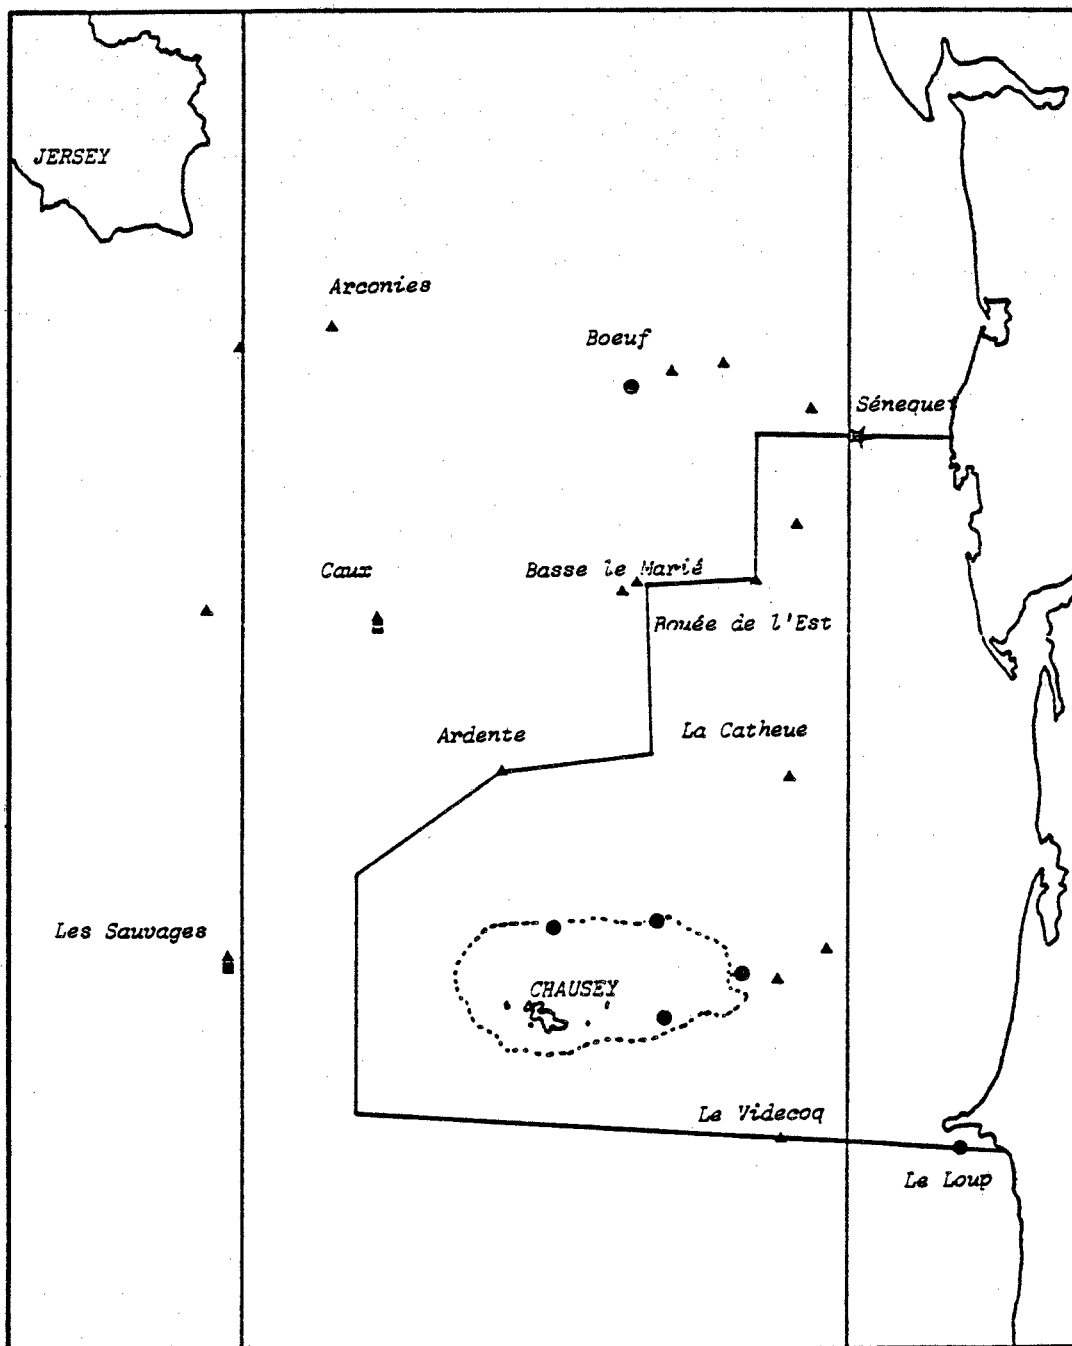 JERSEY
Arconies
Boeuf
Sénequet
Caux
Basse le Marié
Bouée de l'Est
Ardente
La Catheue
Les Sauvages
CHAUSEY
Le Videcoq
Le Loup